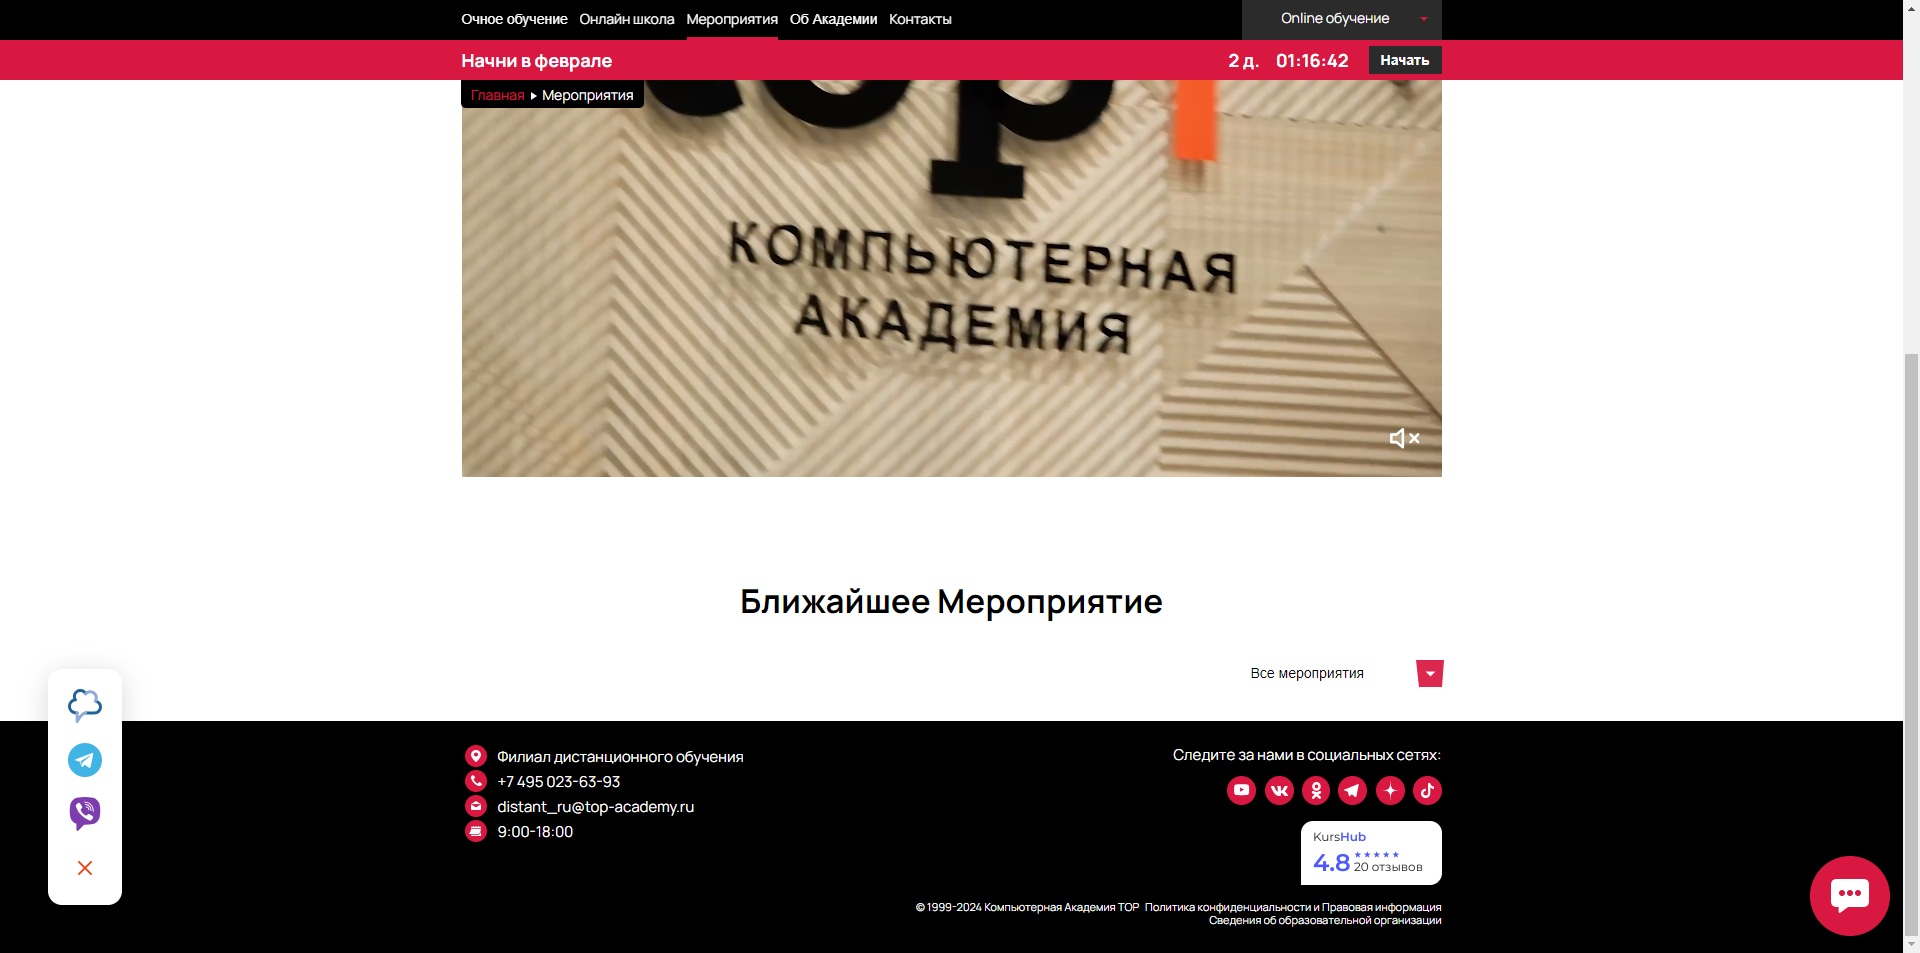 Очное обучение Онлайн школа Мероприятия Об Академии Контакты Online обучение
Начни в феврале 2 д. 01:16:42 Начать
Главная Мероприятия
top
КОМПЬЮТЕРНАЯ
АКАДЕМИЯ
Ближайшее Мероприятие
Все мероприятия
Филиал дистанционного обучения
+7 495 023-63-93
distant_ru@top-academy.ru
9:00-18:00
Следите за нами в социальных сетях:
KursHub
4.8 20 отзывов
© 1999-2024 Компьютерная Академия TOP Политика конфиденциальности и Правовая информация
Сведения об образовательной организации